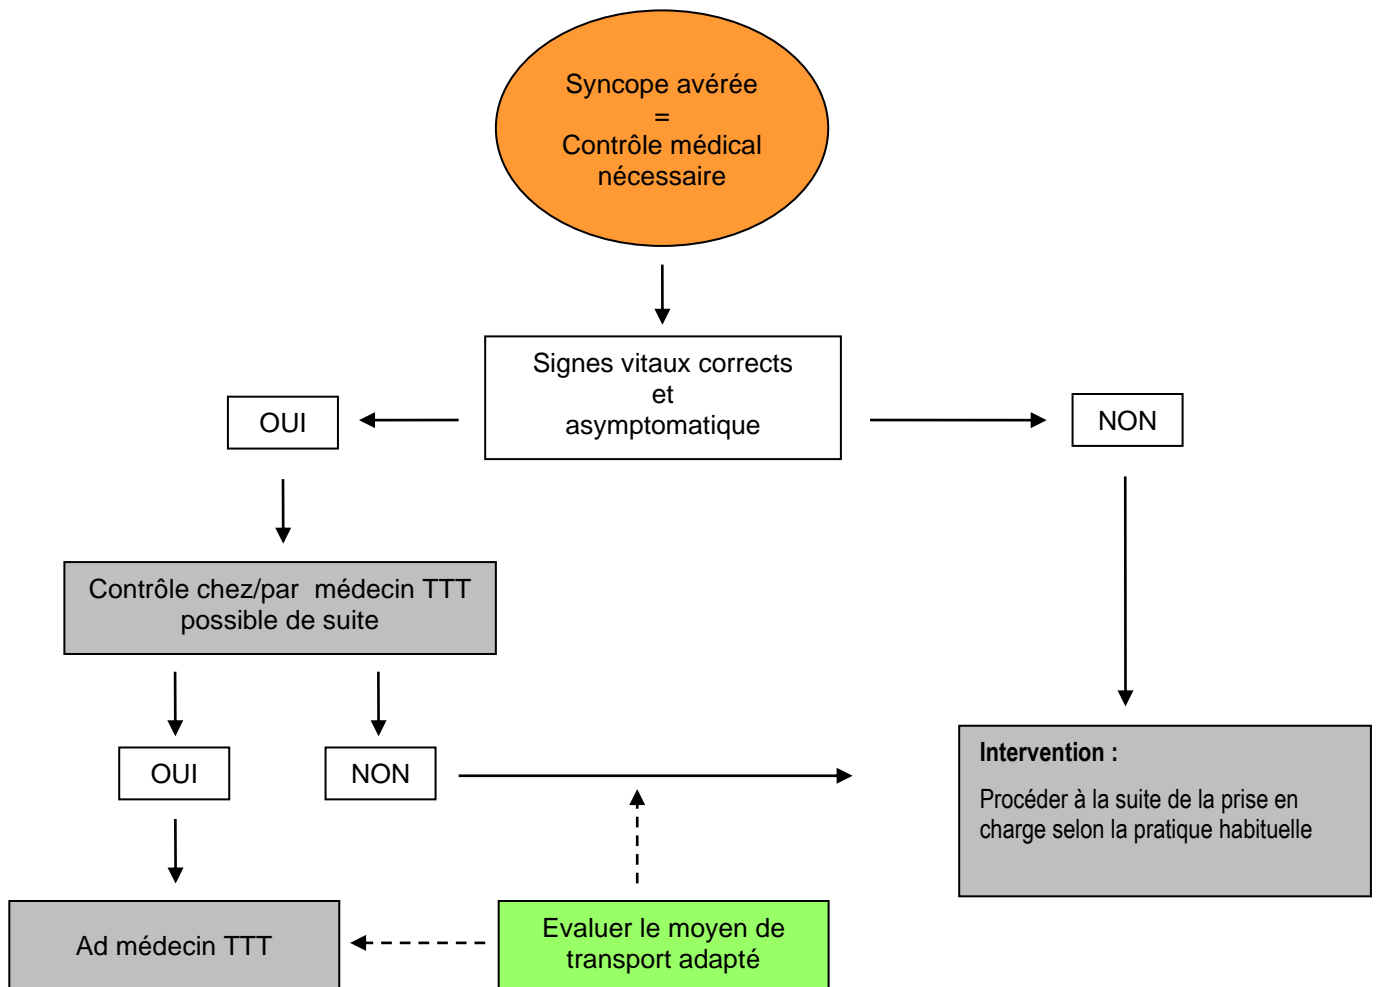 Syncope avérée
=
Contrôle médical
nécessaire
Signes vitaux corrects
et
asymptomatique
OUI
NON
Contrôle chez/par médecin TTT
possible de suite
OUI
NON
Intervention :
Procéder à la suite de la prise en
charge selon la pratique habituelle
Ad médecin TTT
Evaluer le moyen de
transport adapté